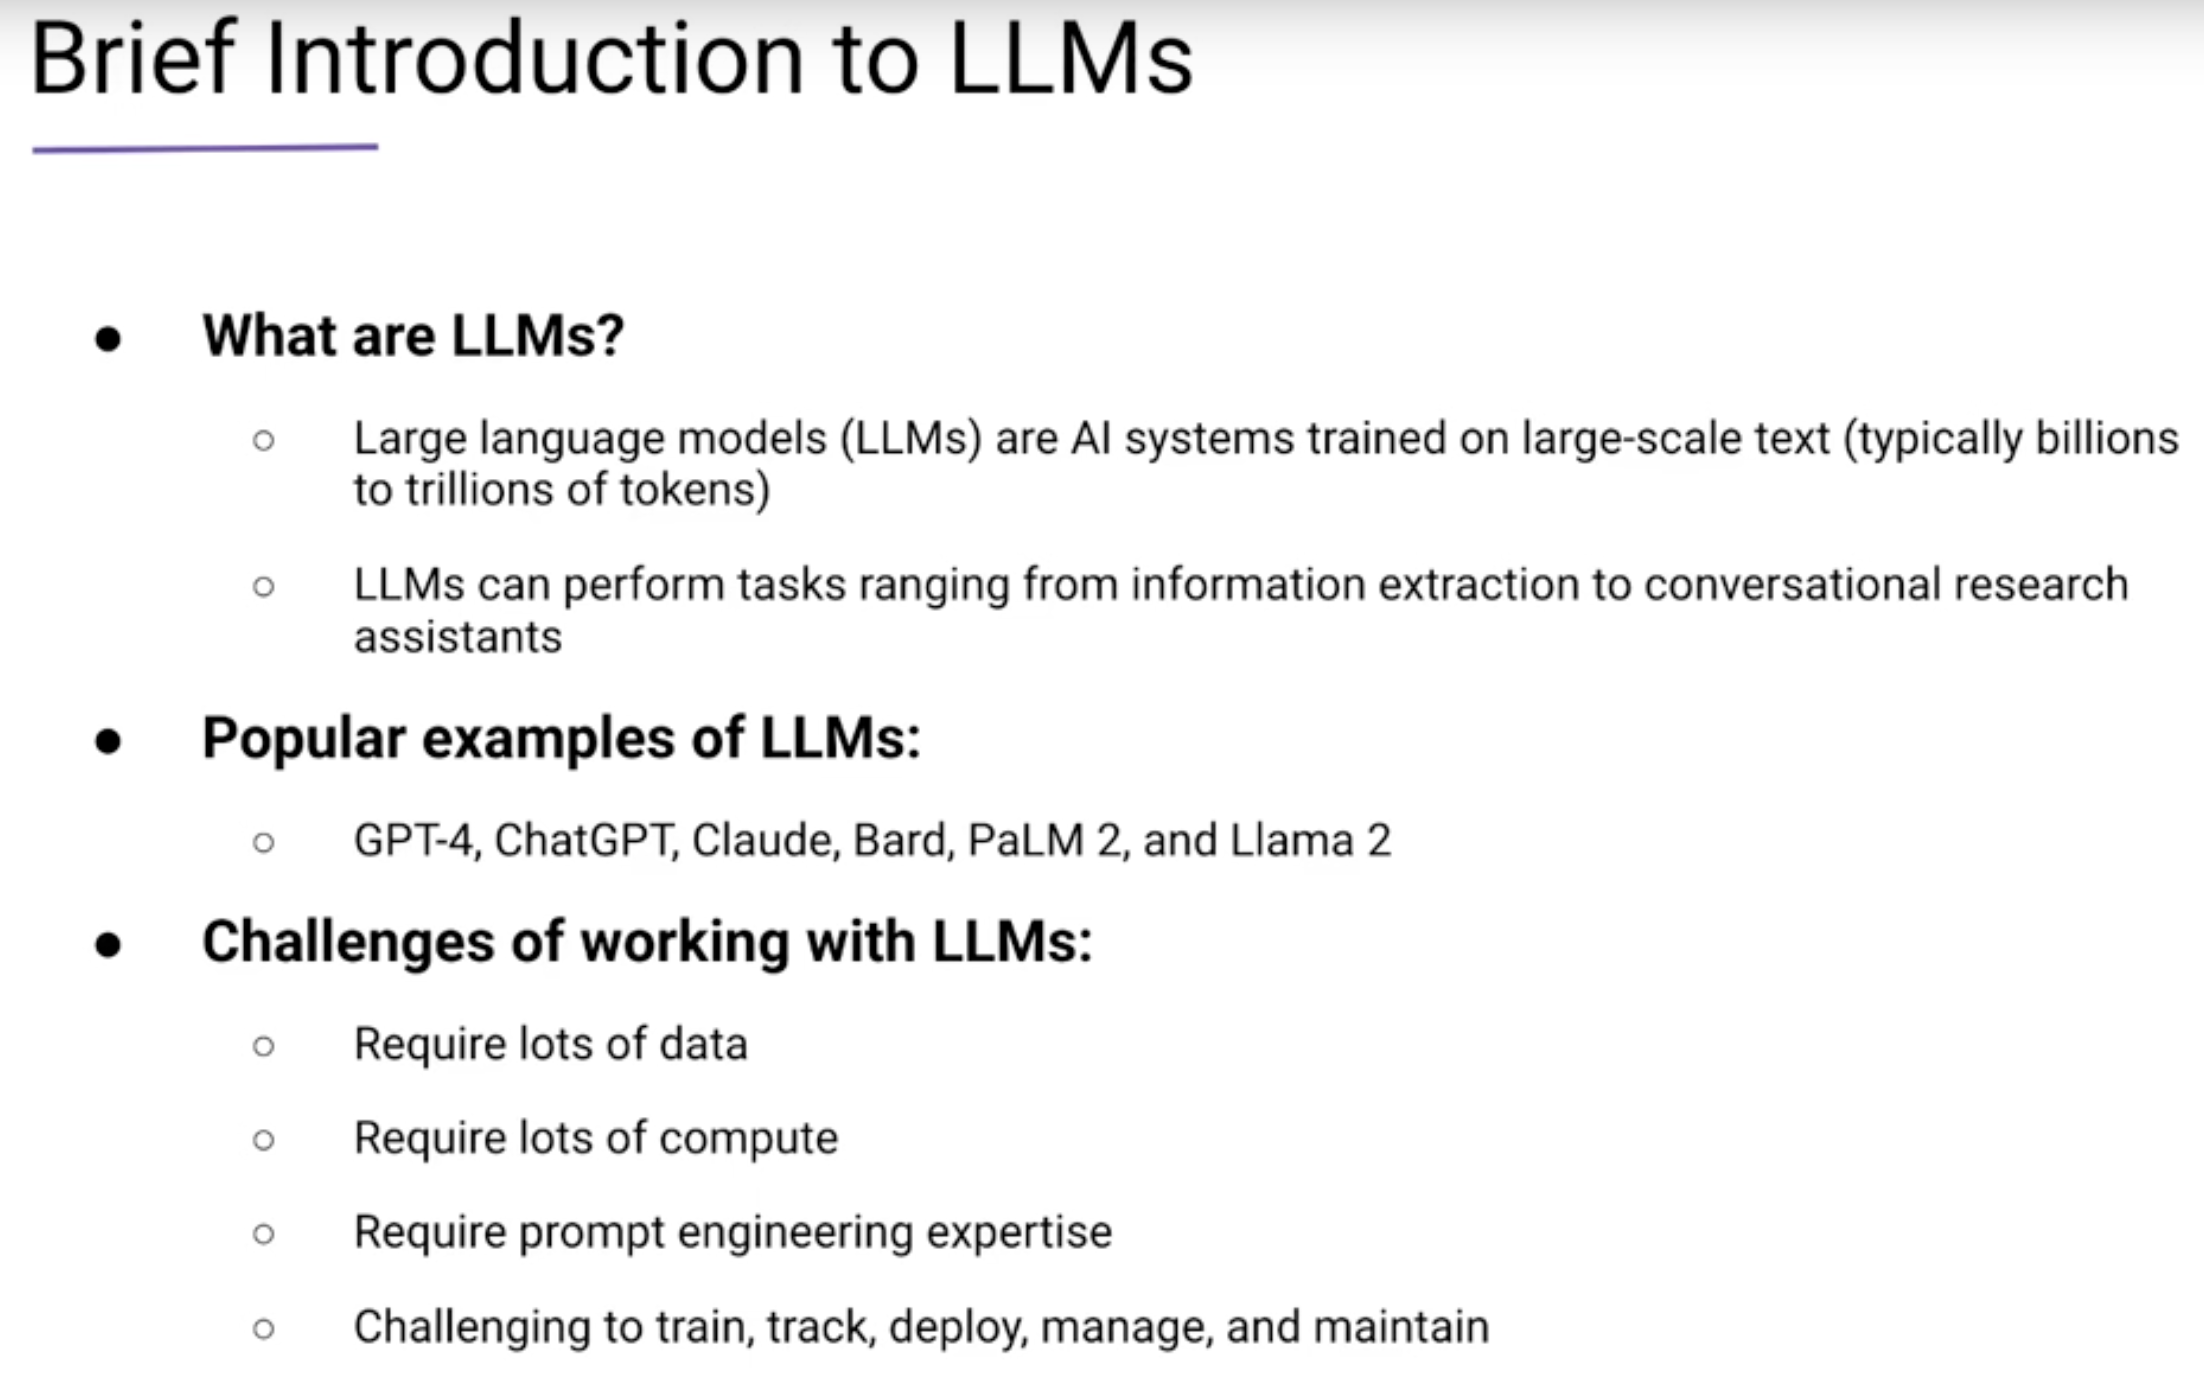 Brief Introduction to LLMs
● What are LLMs?
○ Large language models (LLMs) are AI systems trained on large-scale text (typically billions
to trillions of tokens)
○ LLMs can perform tasks ranging from information extraction to conversational research
assistants
● Popular examples of LLMs:
○ GPT-4, ChatGPT, Claude, Bard, PaLM 2, and Llama 2
● Challenges of working with LLMs:
○ Require lots of data
○ Require lots of compute
○ Require prompt engineering expertise
○ Challenging to train, track, deploy, manage, and maintain